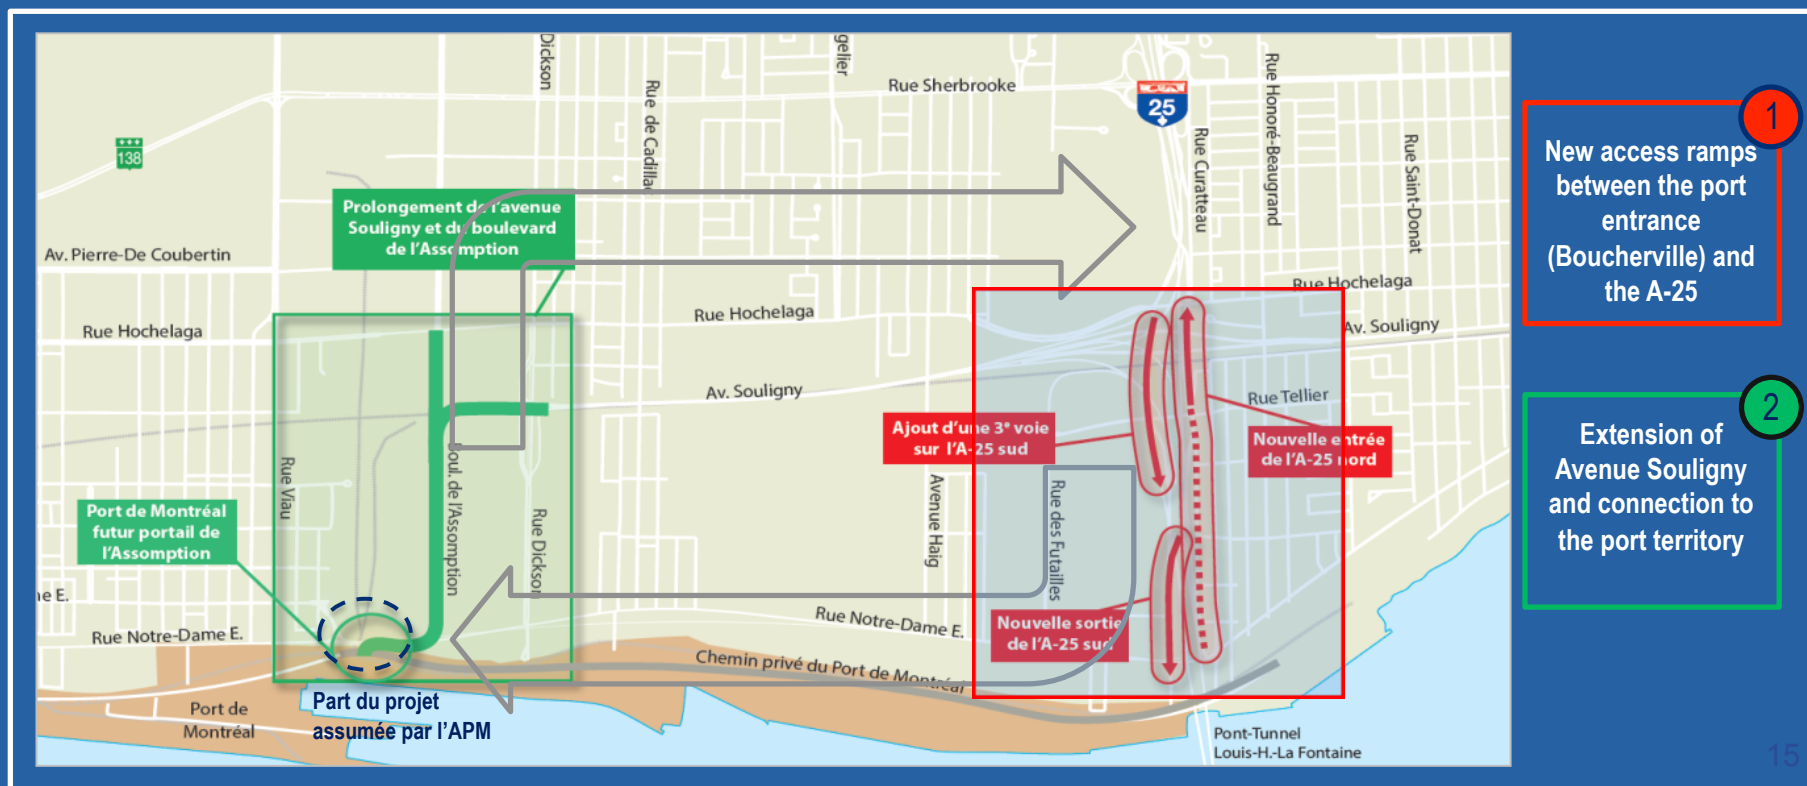 Dickson
gelier
Rue Sherbrooke
25
138
Rue de Cadillac
Rue Curatteau
Rue Honoré-Beaugrand
Rue Saint-Donat
Prolongement de l'avenue
Souligny et du boulevard
de l'Assomption
Av. Pierre-De Coubertin
Rue Hochelaga
Rue Hochelaga
Rue Hochelaga
Av. Souligny
Av. Souligny
Rue Tellier
Ajout d'une 3e voie
sur l'A-25 sud
Nouvelle entrée
de l'A-25 nord
Rue Viau
Boul. de l'Assomption
Rue Dickson
Avenue Haig
Rue des Futailles
Port de Montréal
futur portail de
l'Assomption
ne E.
Rue Notre-Dame E.
Rue Notre-Dame E.
Nouvelle sortie
de l'A-25 sud
Chemin privé du Port de Montréal
Port de
Montréal
Part du projet
assumée par l'APM
Pont-Tunnel
Louis-H.-La Fontaine
1
New access ramps
between the port
entrance
(Boucherville) and
the A-25
2
Extension of
Avenue Souligny
and connection to
the port territory
15